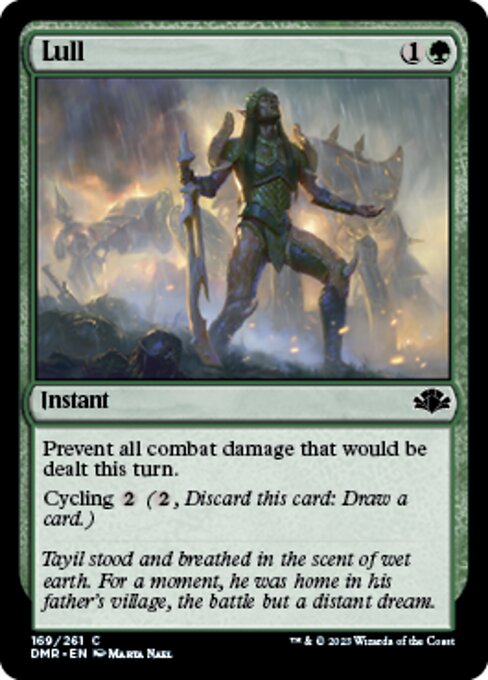 Lull 1
Instant
Prevent all combat damage that would be
dealt this turn.
Cycling 2 (2, Discard this card: Draw a
card.)
Tayil stood and breathed in the scent of wet
earth. For a moment, he was home in his
father's village, the battle but a distant dream.
169/261 C
DMR • EN Marta Nael
™ & © 2023 Wizards of the Coast